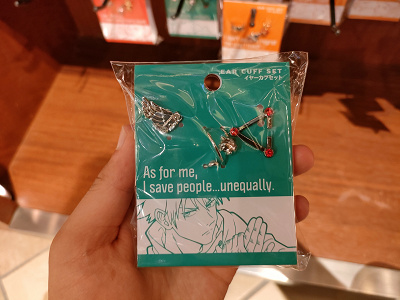 EAR CUFF SET
イヤーカフセット
As for me,
I save people...unequally.